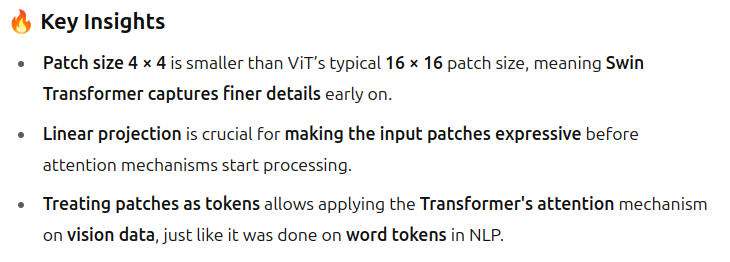 🔥 Key Insights
• Patch size 4 × 4 is smaller than ViT’s typical 16 × 16 patch size, meaning Swin
Transformer captures finer details early on.
• Linear projection is crucial for making the input patches expressive before
attention mechanisms start processing.
• Treating patches as tokens allows applying the Transformer's attention mechanism
on vision data, just like it was done on word tokens in NLP.